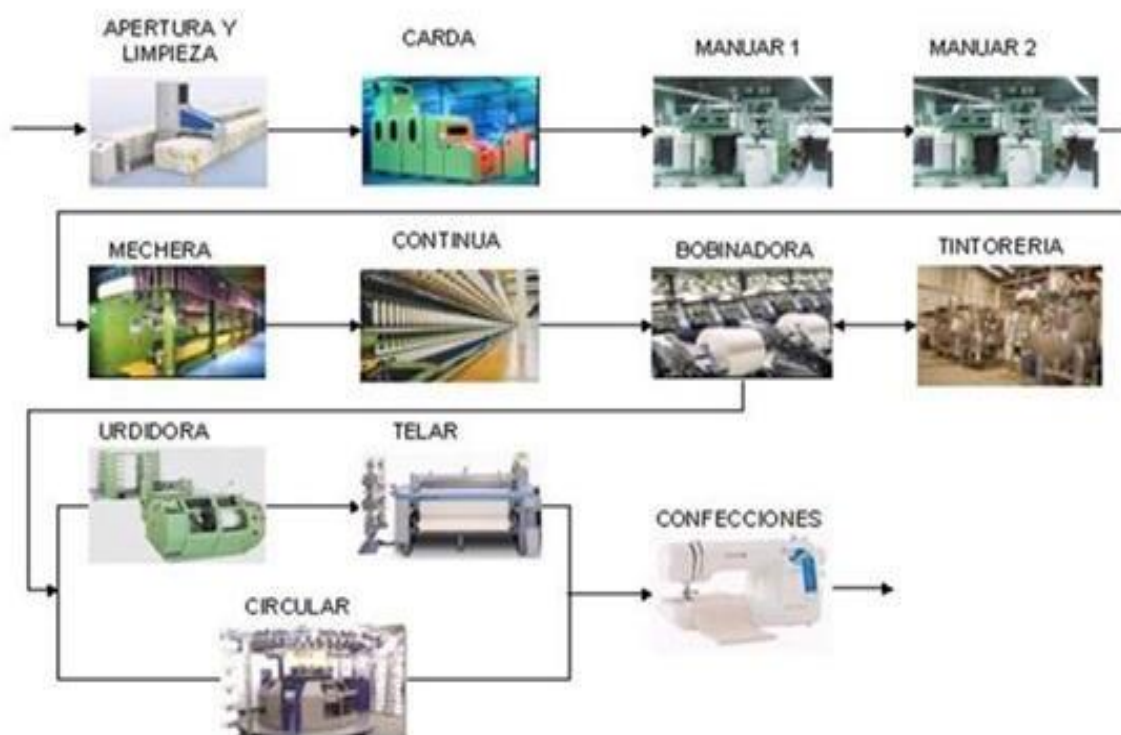 APERTURA Y
LIMPIEZA
CARDA
MANUAR 1
MANUAR 2
MECHERA
CONTINUA
BOBINADORA
TINTORERIA
URDIDORA
TELAR
CONFECCIONES
CIRCULAR